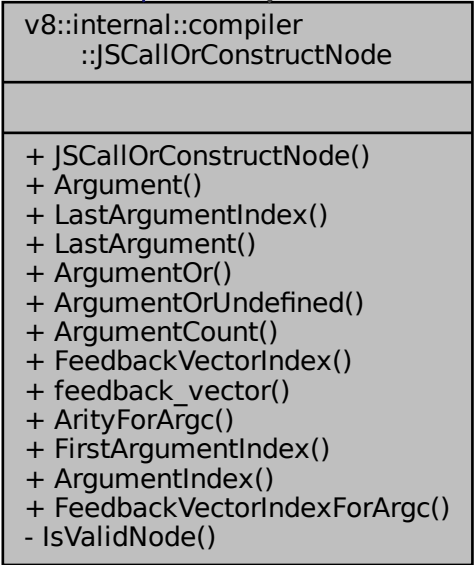 v8::internal::compiler
::JSCallOrConstructNode
+ JSCallOrConstructNode()
+ Argument()
+ LastArgumentIndex()
+ LastArgument()
+ ArgumentOr()
+ ArgumentOrUndefined()
+ ArgumentCount()
+ FeedbackVectorIndex()
+ feedback_vector()
+ ArityForArgc()
+ FirstArgumentIndex()
+ ArgumentIndex()
+ FeedbackVectorIndexForArgc()
- IsValidNode()